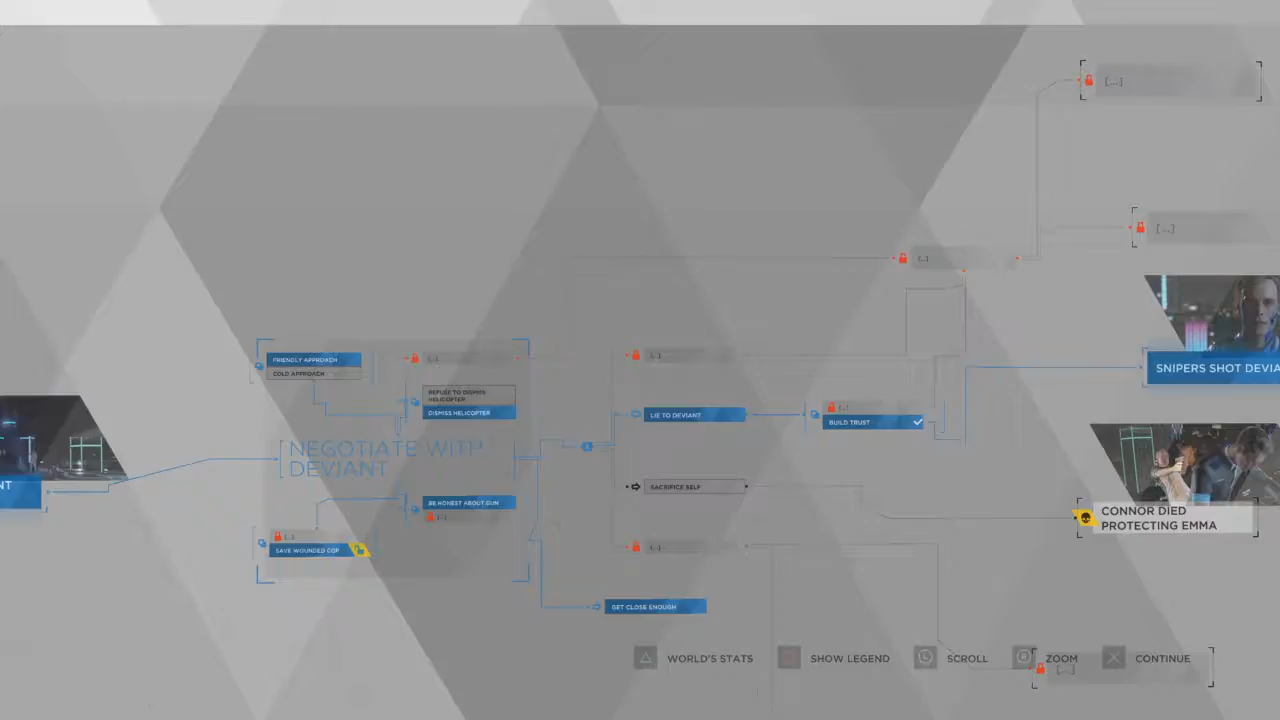 [...]
[...]
[...]
FRIENDLY APPROACH
COLD APPROACH
[...]
[...]
SNIPERS SHOT DEVIA
REFUSE TO DISMISS
HELICOPTER
DISMISS HELICOPTER
LIE TO DEVIANT
[...]
BUILD TRUST
NEGOTIATE WITH
DEVIANT
NT
SACRIFICE SELF
BE HONEST ABOUT GUN
[...]
CONNOR DIED
PROTECTING EMMA
[...]
SAVE WOUNDED COP
[...]
GET CLOSE ENOUGH
WORLD'S STATS
SHOW LEGEND
L
SCROLL
R
ZOOM
CONTINUE
[...]